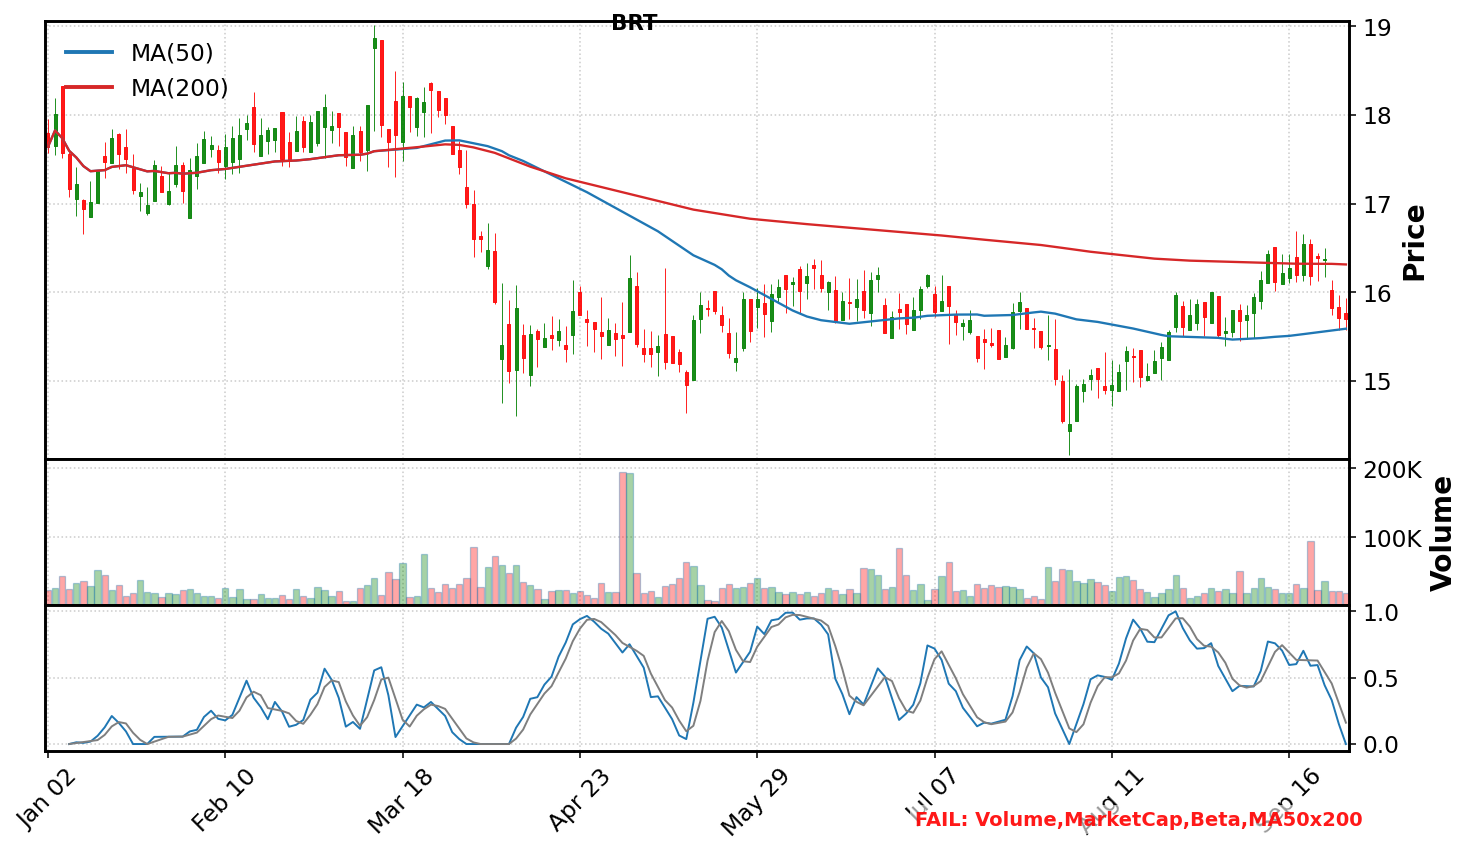 BRT
MA(50)
MA(200)
19
18
17
16
15
Price
200K
100K
Volume
1.0
0.5
0.0
Jan 02
Feb 10
Mar 18
Apr 23
May 29
Jul 07
Aug 11
Sep 16
FAIL: Volume,MarketCap,Beta,MA50x200